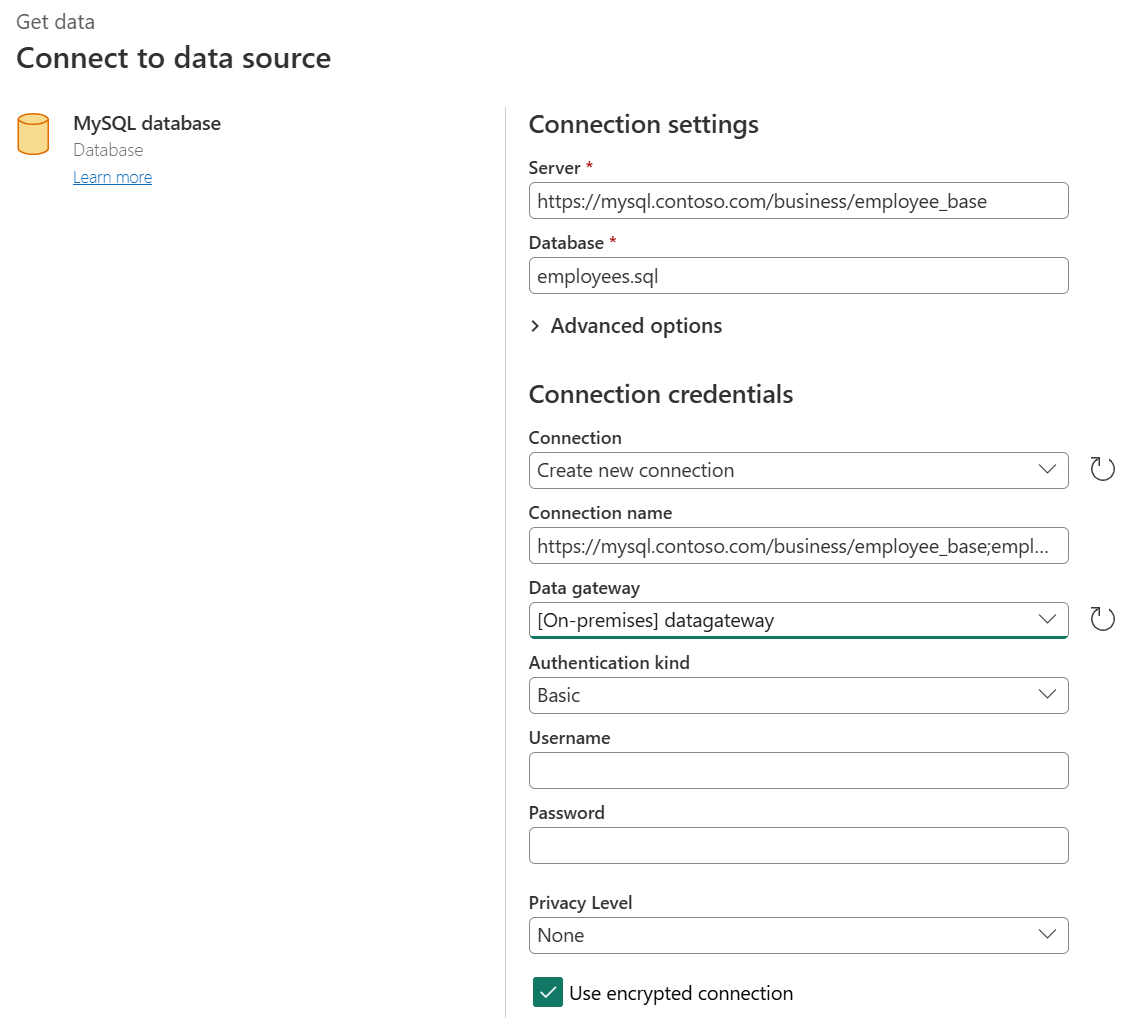 Get data
Connect to data source
MySQL database
Database
Learn more
Connection settings
Server *
https://mysql.contoso.com/business/employee_base
Database *
employees.sql
Advanced options
Connection credentials
Connection
Create new connection
Connection name
https://mysql.contoso.com/business/employee_base;empl...
Data gateway
[On-premises] datagateway
Authentication kind
Basic
Username
Password
Privacy Level
None
Use encrypted connection